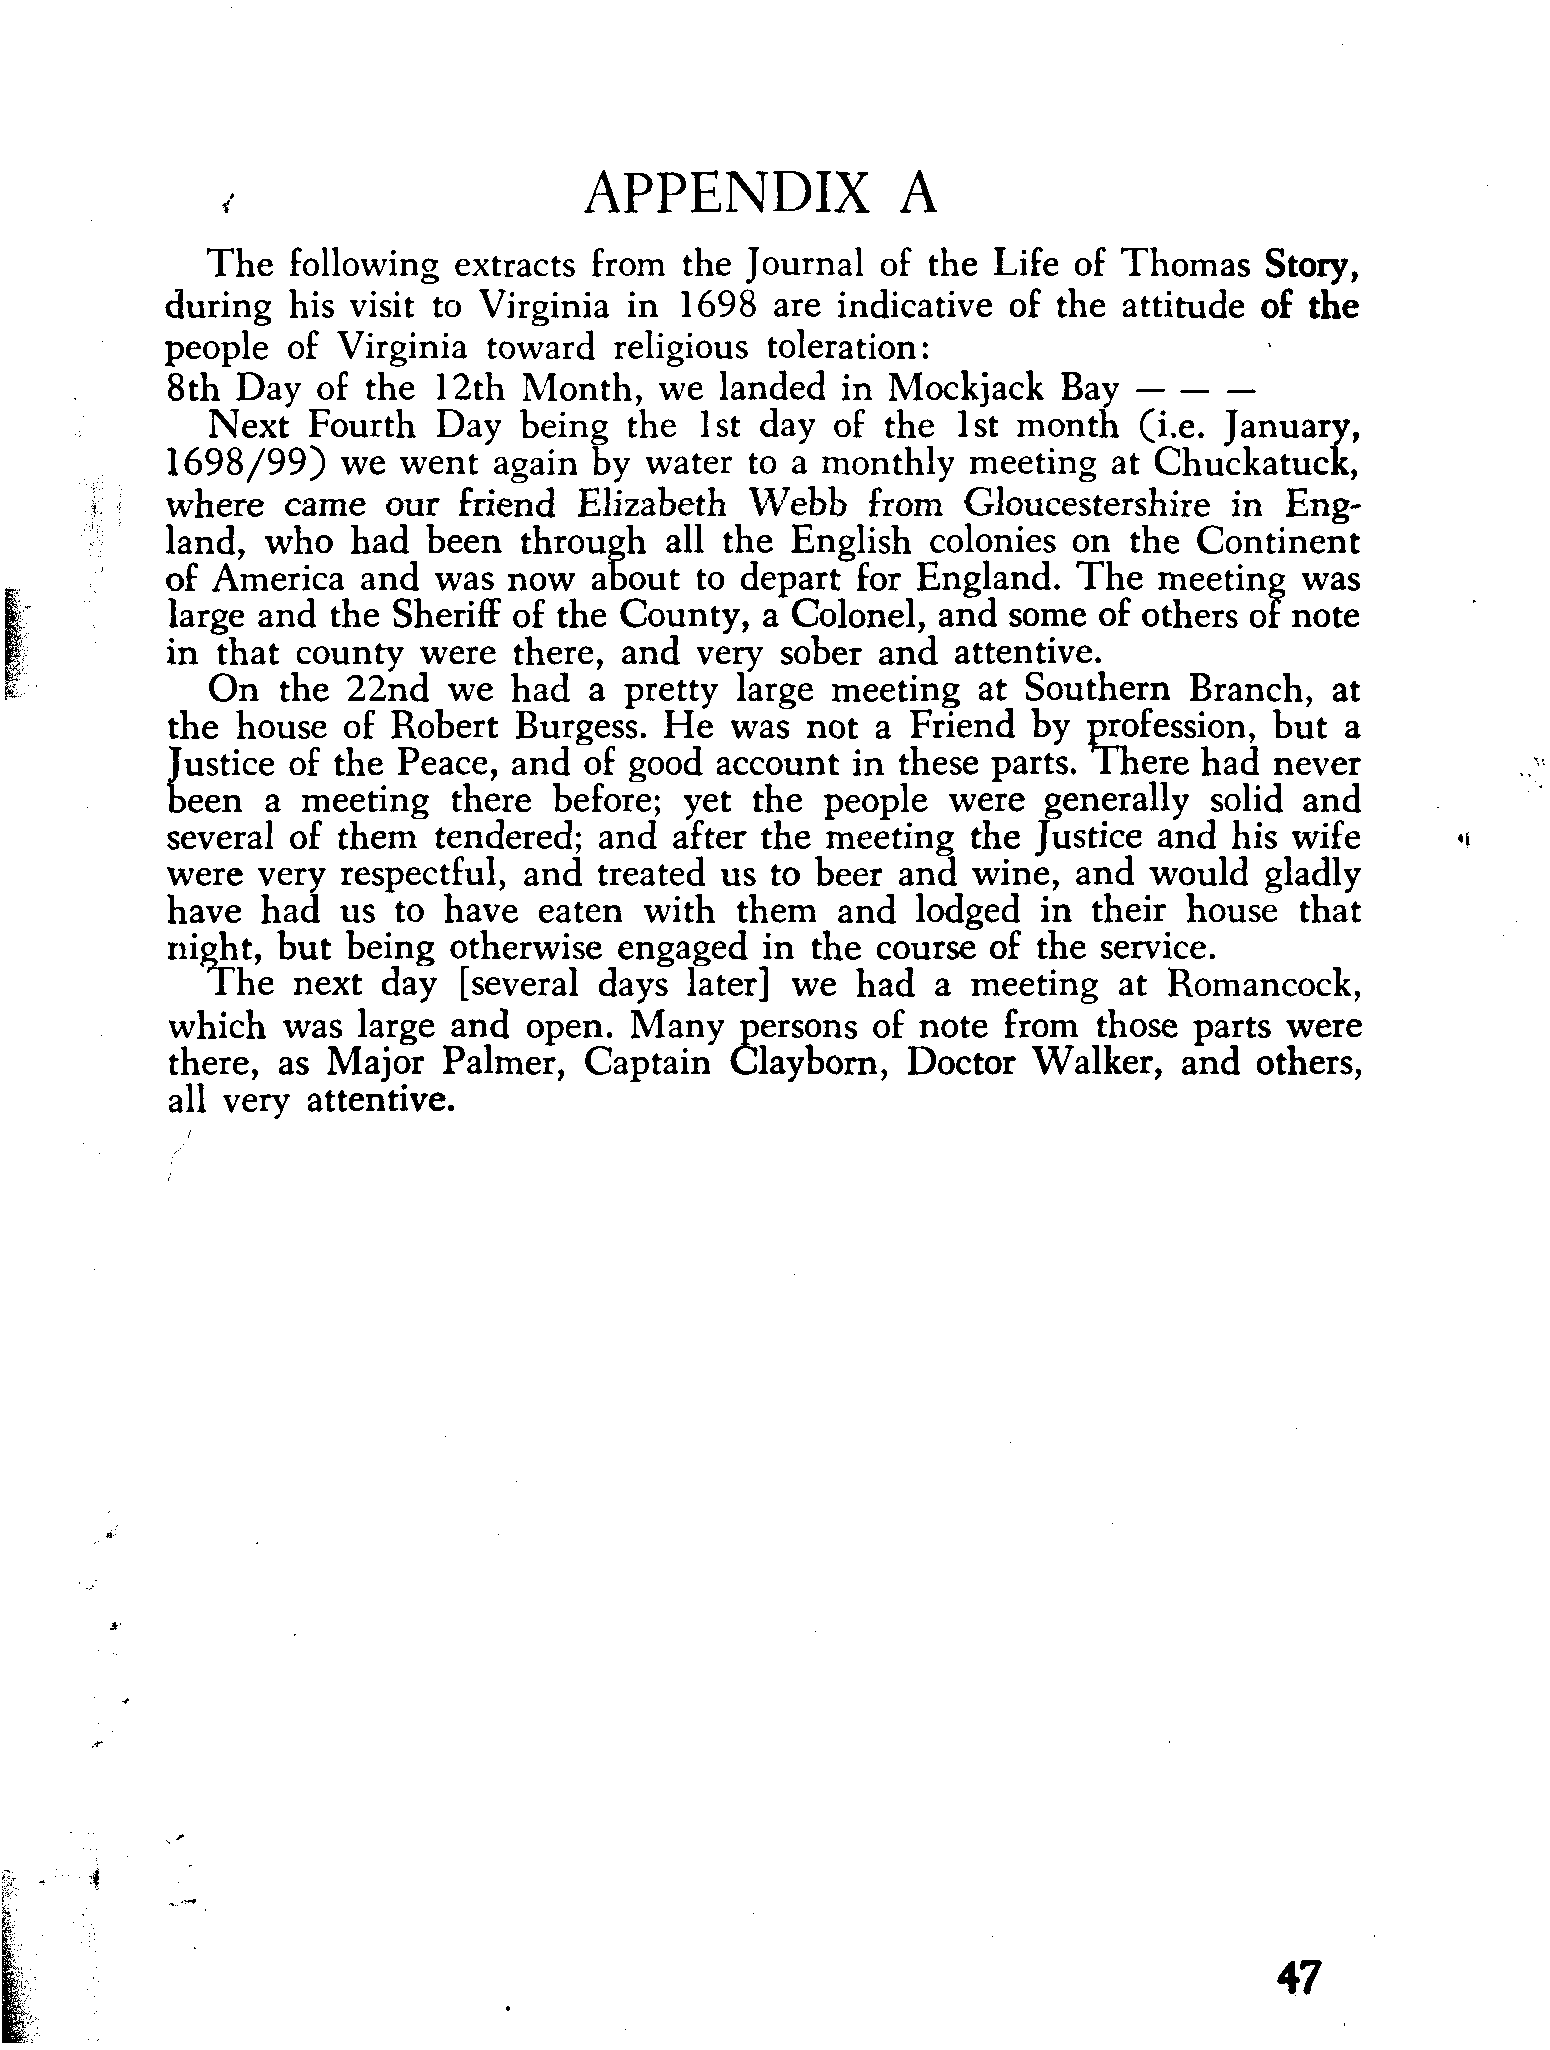 APPENDIX A
The following extracts from the Journal of the Life of Thomas Story,
during his visit to Virginia in 1698 are indicative of the attitude of the
people of Virginia toward religious toleration:
8th Day of the 12th Month, we landed in Mockjack Bay — — —
Next Fourth Day being the 1st day of the 1st month (i.e. January,
1698/99) we went again by water to a monthly meeting at Chuckatuck,
where came our friend Elizabeth Webb from Gloucestershire in Eng-
land, who had been through all the English colonies on the Continent
of America and was now about to depart for England. The meeting was
large and the Sheriff of the County, a Colonel, and some of others of note
in that county were there, and very sober and attentive.
On the 22nd we had a pretty large meeting at Southern Branch, at
the house of Robert Burgess. He was not a Friend by profession, but a
Justice of the Peace, and of good account in these parts. There had never
been a meeting there before; yet the people were generally solid and
several of them tendered; and after the meeting the Justice and his wife
were very respectful, and treated us to beer and wine, and would gladly
have had us to have eaten with them and lodged in their house that
night, but being otherwise engaged in the course of the service.
The next day [several days later] we had a meeting at Romancock,
which was large and open. Many persons of note from those parts were
there, as Major Palmer, Captain Clayborn, Doctor Walker, and others,
all very attentive.
47